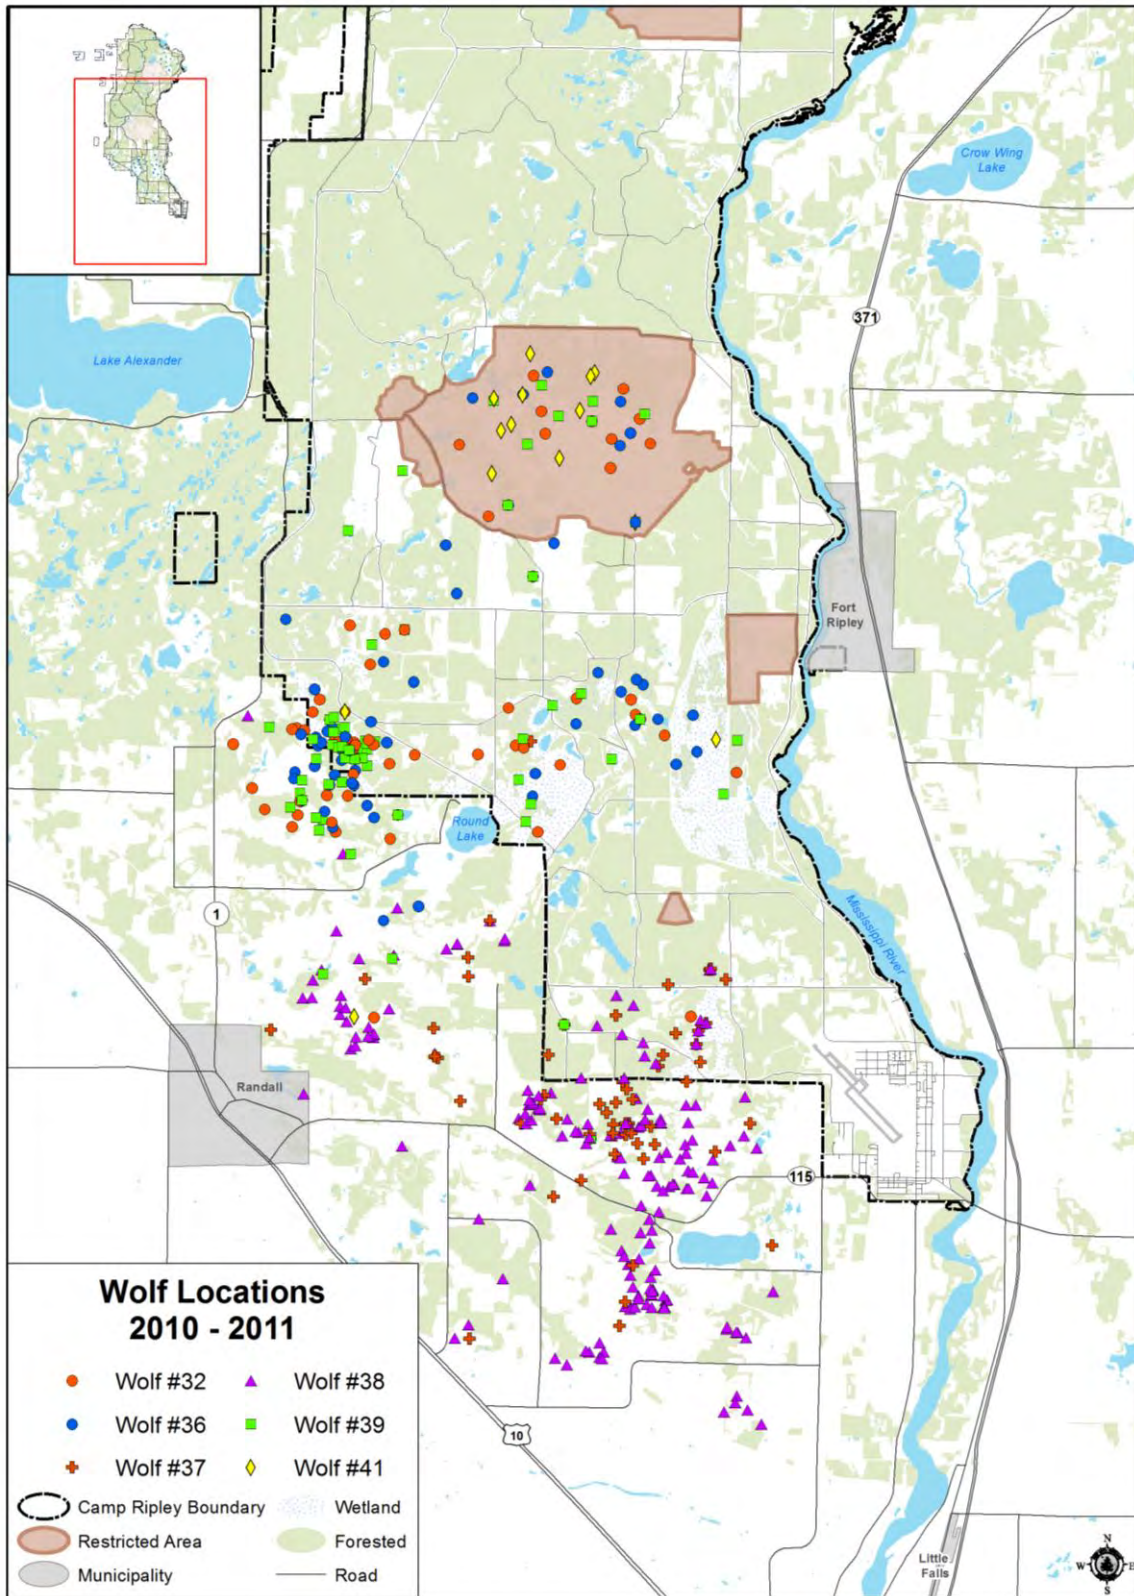 Crow Wing
Lake
371
Lake Alexander
Fort
Ripley
Round
Lake
1
Mississippi River
Randall
115
10
Little
Falls
N
W
E
S
Wolf Locations
2010 - 2011
Wolf #32
Wolf #38
Wolf #36
Wolf #39
Wolf #37
Wolf #41
Camp Ripley Boundary
Wetland
Restricted Area
Forested
Municipality
Road